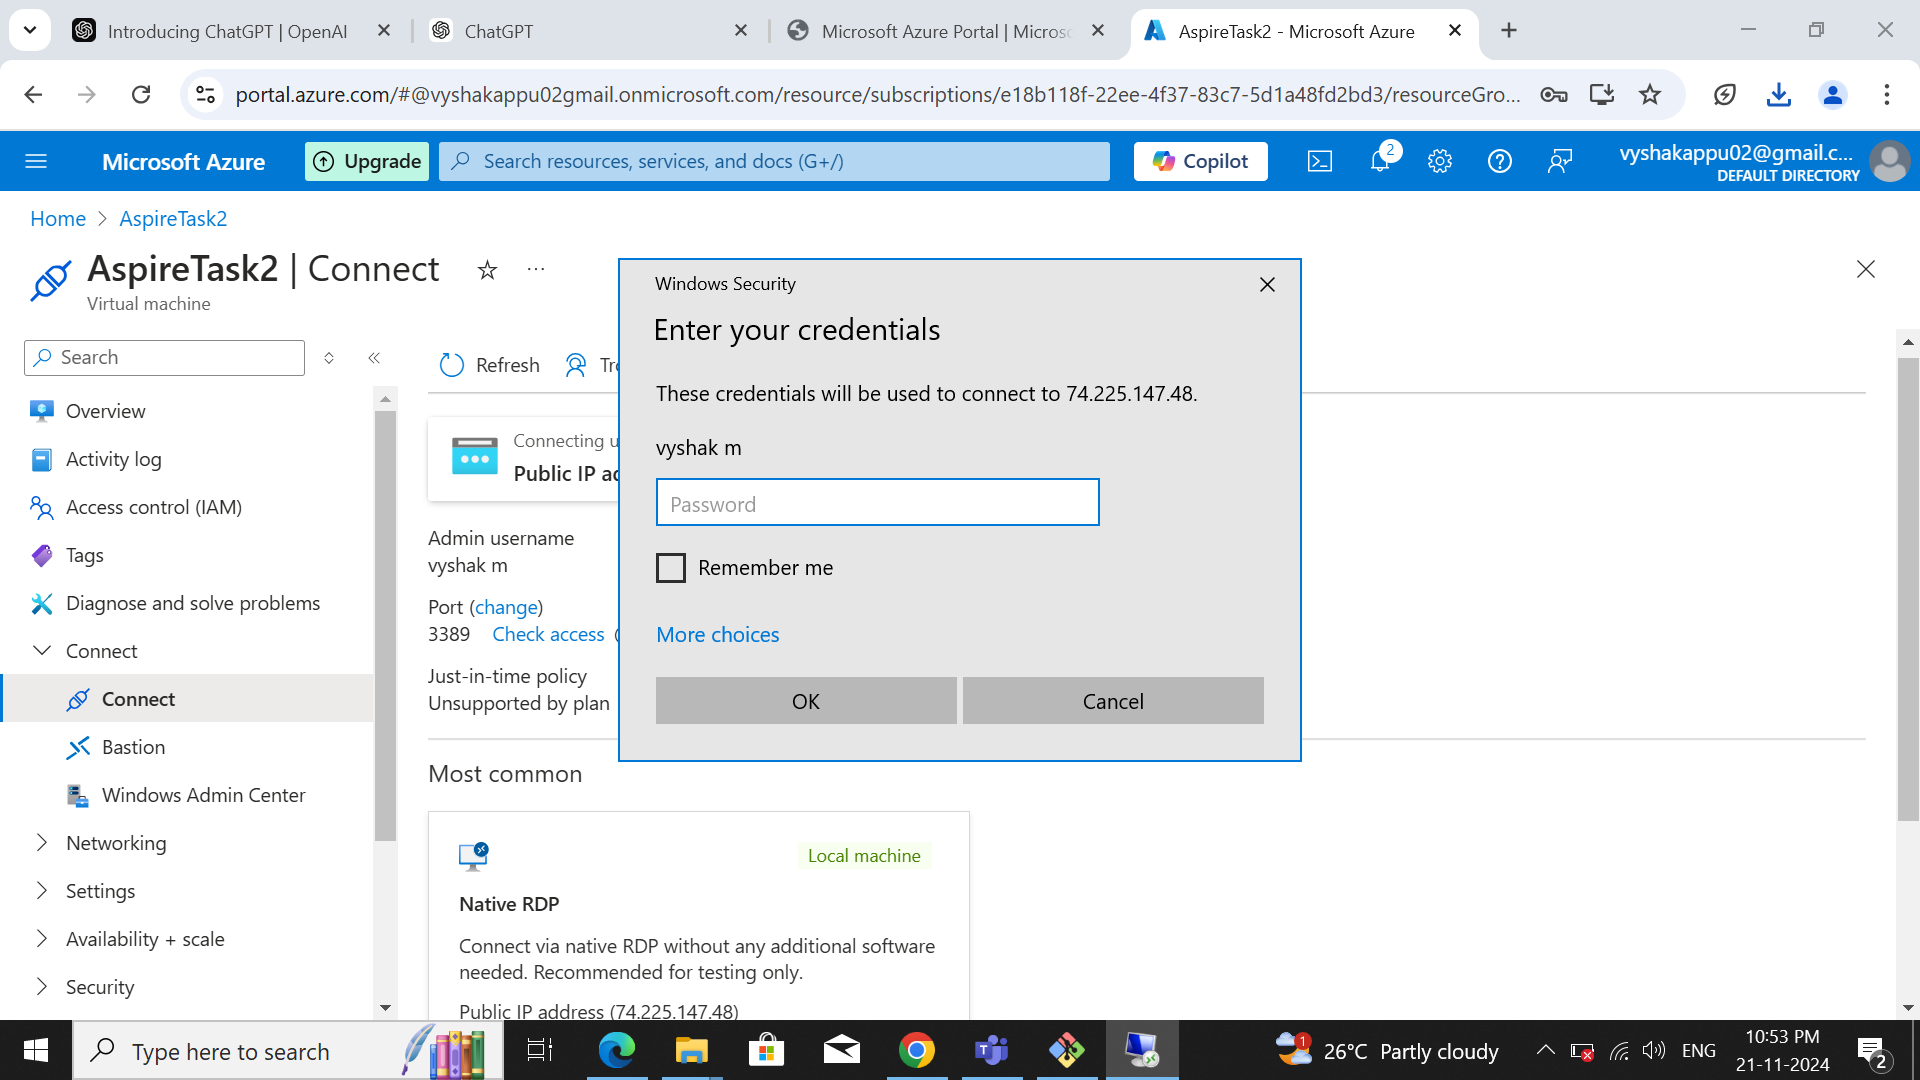 Introducing ChatGPT | OpenAI
ChatGPT
Microsoft Azure Portal | Micros
AspireTask2 - Microsoft Azure
portal.azure.com/#@vyshakappu02gmail.onmicrosoft.com/resource/subscriptions/e18b118f-22ee-4f37-83c7-5d1a48fd2bd3/resourceGro...
Microsoft Azure
Upgrade
Search resources, services, and docs (G+/)
Copilot
2
vyshakappu02@gmail.c...
DEFAULT DIRECTORY
Home > AspireTask2
AspireTask2 | Connect
Virtual machine
Search
Refresh
Tro
Overview
Activity log
Access control (IAM)
Tags
Diagnose and solve problems
Connect
Connect
Bastion
Windows Admin Center
Networking
Settings
Availability + scale
Security
Connecting u
Public IP ad
Admin username
vyshak m
Port (change)
3389 Check access (
Just-in-time policy
Unsupported by plan
Most common
Local machine
Native RDP
Connect via native RDP without any additional software
needed. Recommended for testing only.
Public IP address (74.225.147.48)
Windows Security
Enter your credentials
These credentials will be used to connect to 74.225.147.48.
vyshak m
Password
Remember me
More choices
OK
Cancel
Type here to search
1
26°C Partly cloudy
ENG
10:53 PM
21-11-2024
2